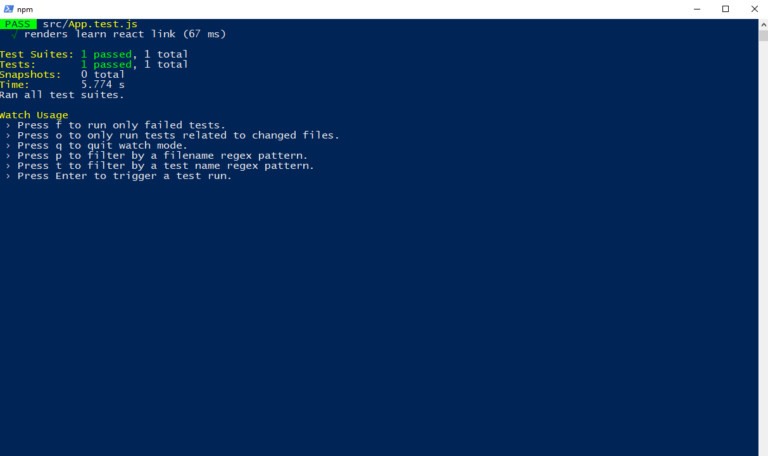 npm
PASS src/App.test.js
√ renders learn react link (67 ms)
Test Suites: 1 passed, 1 total
Tests: 1 passed, 1 total
Snapshots: 0 total
Time: 5.774 s
Ran all test suites.
Watch Usage
› Press f to run only failed tests.
› Press o to only run tests related to changed files.
› Press q to quit watch mode.
› Press p to filter by a filename regex pattern.
› Press t to filter by a test name regex pattern.
› Press Enter to trigger a test run.